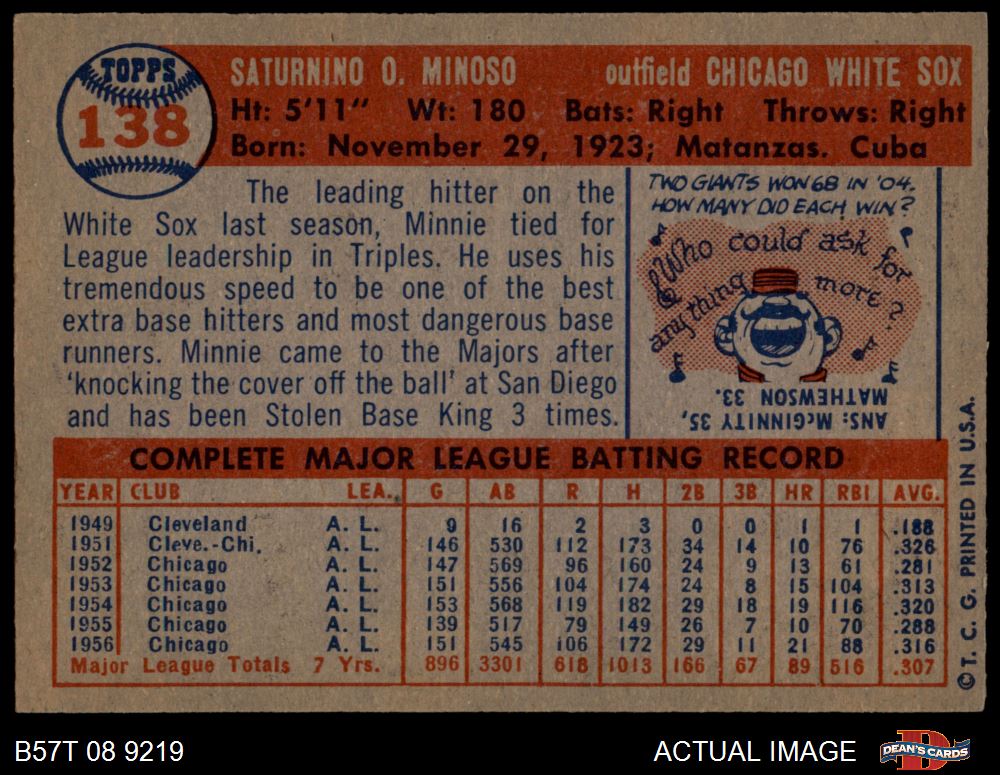 TOPPS
138
SATURNINO O. MINOSO outfield CHICAGO WHITE SOX
Ht: 5'11" Wt: 180 Bats: Right Throws: Right
Born: November 29, 1923; Matanzas. Cuba
The leading hitter on the
White Sox last season, Minnie tied for
League leadership in Triples. He uses his
tremendous speed to be one of the best
extra base hitters and most dangerous base
runners. Minnie came to the Majors after
'knocking the cover off the ball' at San Diego
and has been Stolen Base King 3 times.
TWO GIANTS WON 68 IN '04.
HOW MANY DID EACH WIN?
Who could ask for
anything more?
ANS: McGINNITY 35,
MATHEWSON 33.
COMPLETE MAJOR LEAGUE BATTING RECORD
YEAR CLUB LEA. G AB R H 2B 3B HR RBI AVG.
1949 Cleveland A. L. 9 16 2 3 0 0 1 1 .188
1951 Cleve.-Chi. A. L. 146 530 112 173 34 14 10 76 .326
1952 Chicago A. L. 147 569 96 160 24 9 13 61 .281
1953 Chicago A. L. 151 556 104 174 24 8 15 104 .313
1954 Chicago A. L. 153 568 119 182 29 18 19 116 .320
1955 Chicago A. L. 139 517 79 149 26 7 10 70 .288
1956 Chicago A. L. 151 545 106 172 29 11 21 88 .316
Major League Totals 7 Yrs. 896 3301 618 1013 166 67 89 516 .307
© T. C. G. PRINTED IN U.S.A.
B57T 08 9219
ACTUAL IMAGE
DEAN'S CARDS